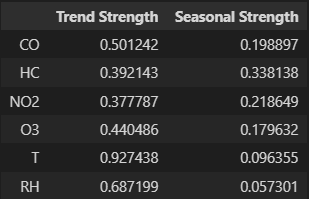 Trend Strength Seasonal Strength
CO 0.501242 0.198897
HC 0.392143 0.338138
NO2 0.377787 0.218649
O3 0.440486 0.179632
T 0.927438 0.096355
RH 0.687199 0.057301